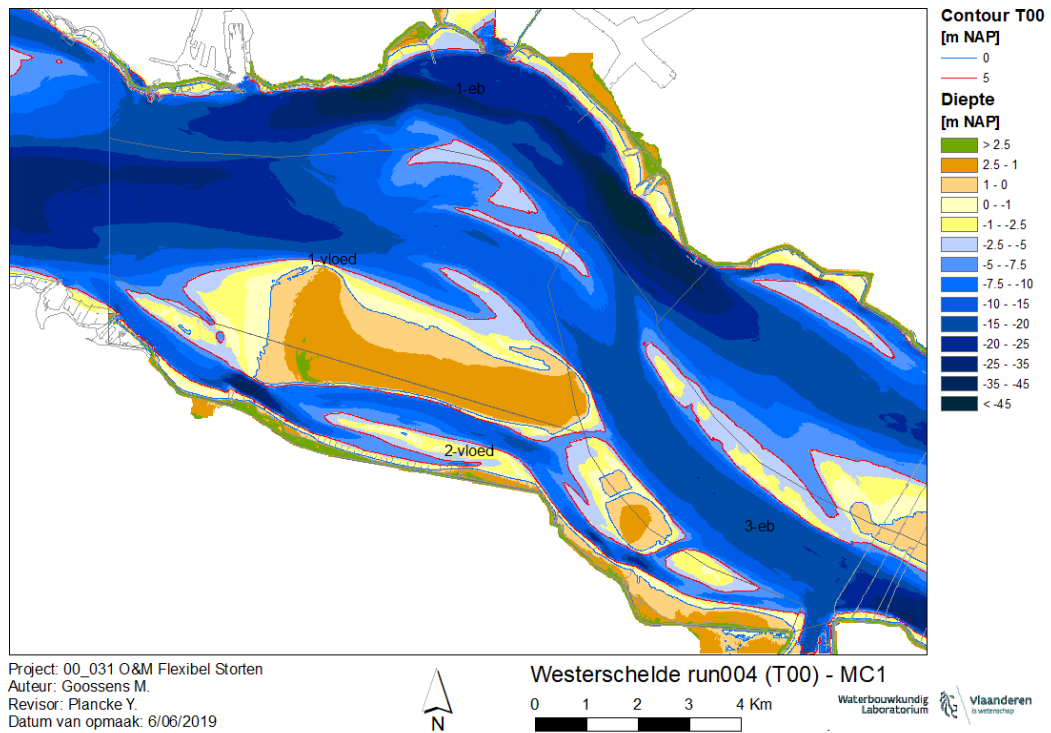 1-eb
1-vloed
2-vloed
3-eb
Contour T00
[m NAP]
0
5
Diepte
[m NAP]
> 2.5
2.5 - 1
1 - 0
0 - -1
-1 - -2.5
-2.5 - -5
-5 - -7.5
-7.5 - -10
-10 - -15
-15 - -20
-20 - -25
-25 - -35
-35 - -45
< -45
Project: 00_031 O&M Flexibel Storten
Auteur: Goossens M.
Revisor: Plancke Y.
Datum van opmaak: 6/06/2019
N
Westerschelde run004 (T00) - MC1
0 1 2 3 4 Km
Waterbouwkundig
Laboratorium
Vlaanderen
is wetenschap